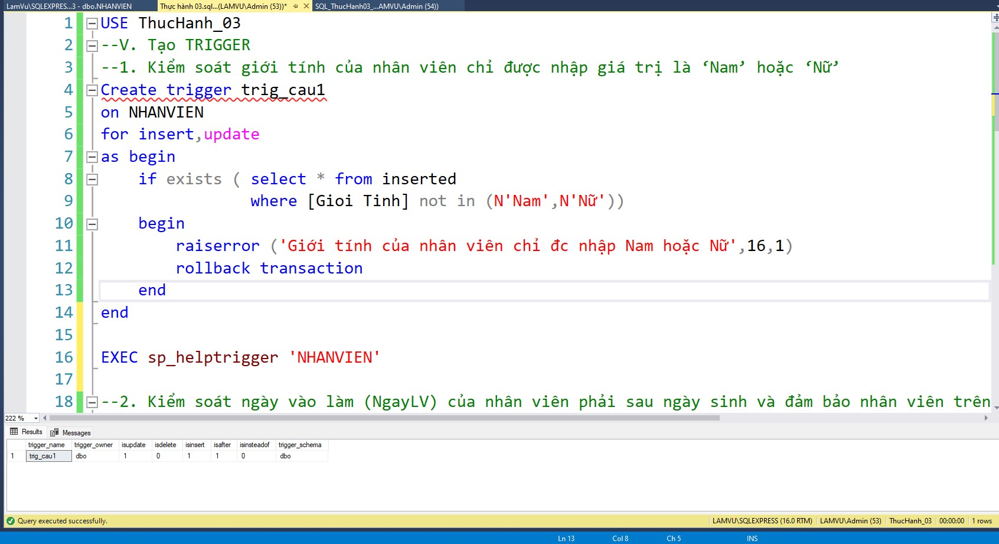 LamVu\SQLEXPRES...3 - dbo.NHANVIEN
Thực hành 03.sql...(LAMVU\Admin (53))*
SQL_ThucHanh03_...AMVU\Admin (54))
1 USE ThucHanh_03
2 --V. Tạo TRIGGER
3 --1. Kiểm soát giới tính của nhân viên chỉ được nhập giá trị là ‘Nam’ hoặc ‘Nữ’
4 Create trigger trig_cau1
5 on NHANVIEN
6 for insert,update
7 as begin
8 if exists ( select * from inserted
9 where [Gioi Tinh] not in (N'Nam',N'Nữ'))
10 begin
11 raiserror ('Giới tính của nhân viên chỉ đc nhập Nam hoặc Nữ',16,1)
12 rollback transaction
13 end
14 end
15
16 EXEC sp_helptrigger 'NHANVIEN'
17
18 --2. Kiểm soát ngày vào làm (NgayLV) của nhân viên phải sau ngày sinh và đảm bảo nhân viên trên
222 %
Results Messages
trigger_name trigger_owner isupdate isdelete isinsert isafter isinsteadof trigger_schema
1 trig_cau1 dbo 1 0 1 1 0 dbo
Query executed successfully.
LAMVU\SQLEXPRESS (16.0 RTM) LAMVU\Admin (53) ThucHanh_03 00:00:00 1 rows
Ln 13 Col 8 Ch 5 INS